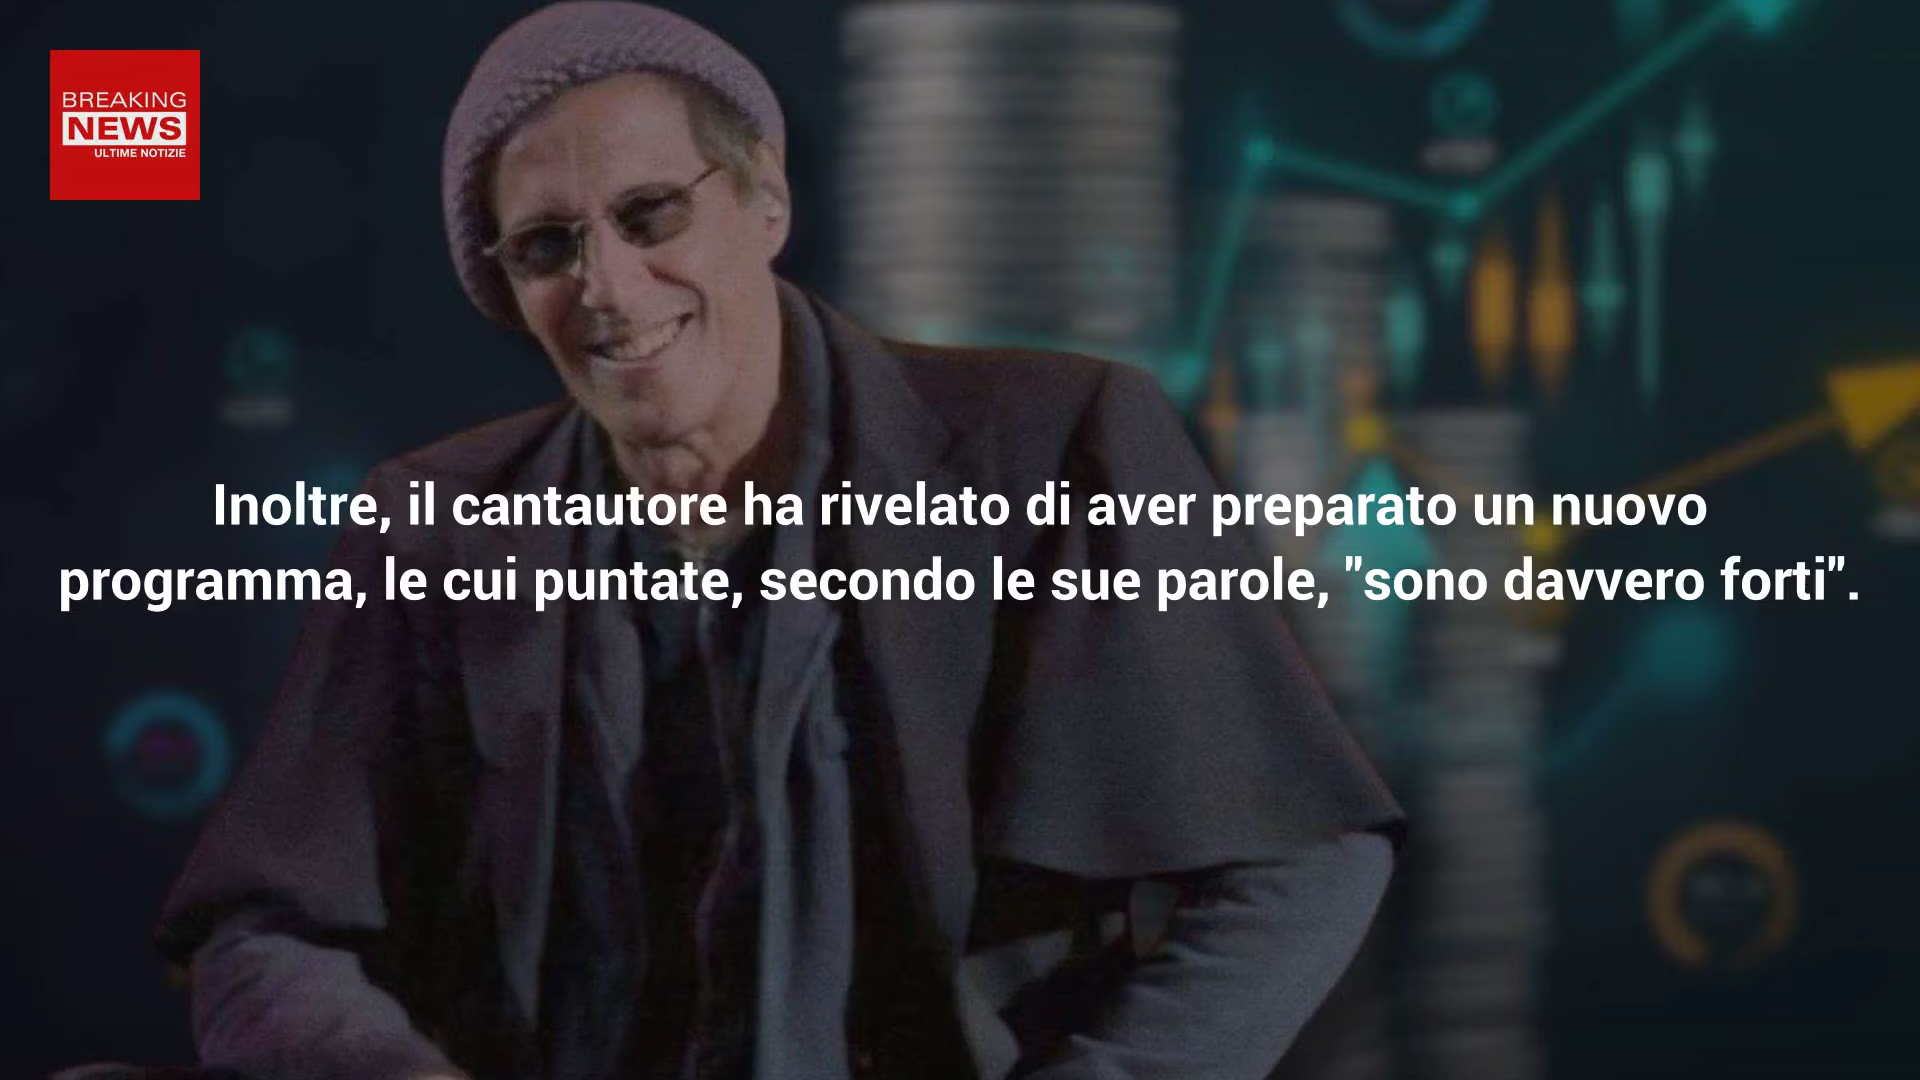 BREAKING
NEWS
ULTIME NOTIZIE
Inoltre, il cantautore ha rivelato di aver preparato un nuovo
programma, le cui puntate, secondo le sue parole, "sono davvero forti".